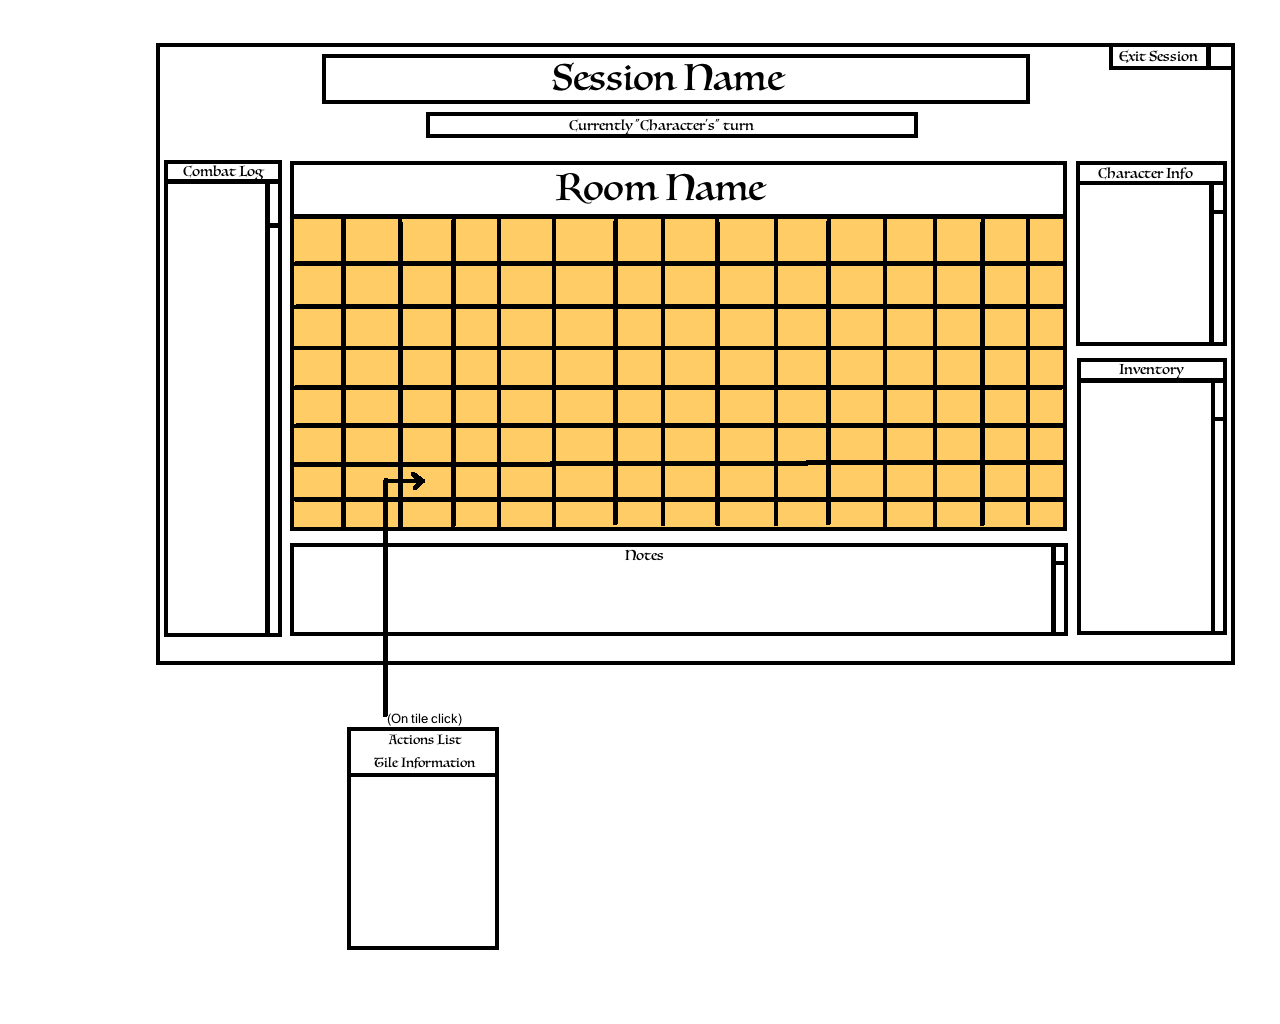 Exit Session
Session Name
Currently "Character's" turn
Combat Log
Room Name
Character Info
Inventory
Notes
(On tile click)
Actions List
Tile Information